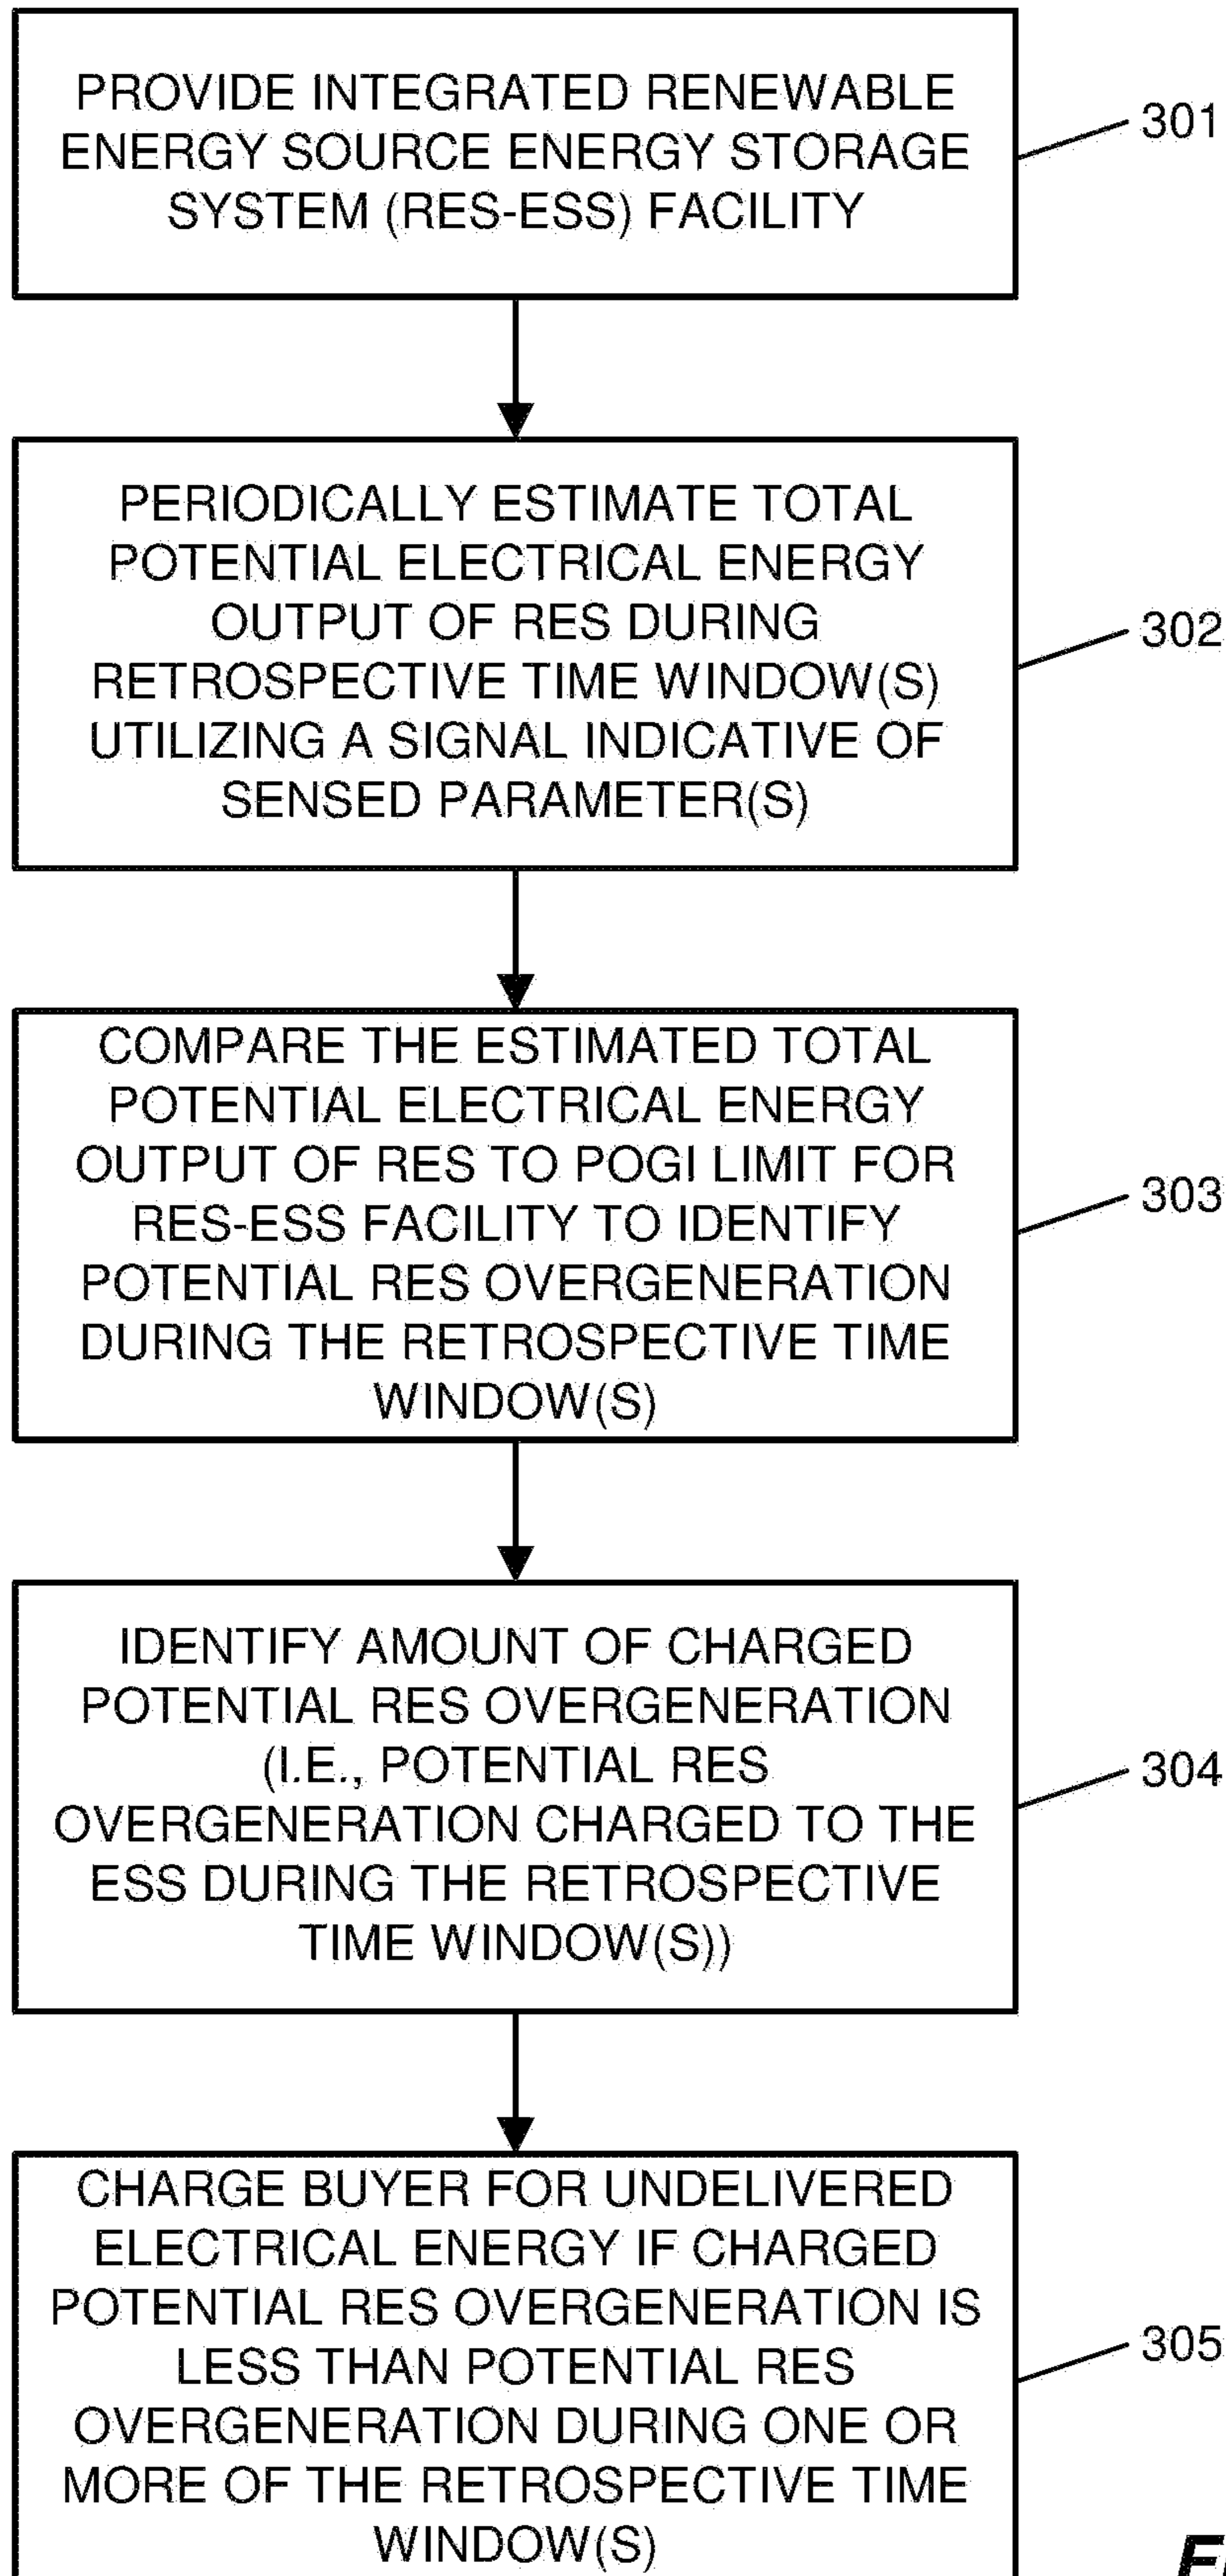 PROVIDE INTEGRATED RENEWABLE
ENERGY SOURCE ENERGY STORAGE
SYSTEM (RES-ESS) FACILITY
301
PERIODICALLY ESTIMATE TOTAL
POTENTIAL ELECTRICAL ENERGY
OUTPUT OF RES DURING
RETROSPECTIVE TIME WINDOW(S)
UTILIZING A SIGNAL INDICATIVE OF
SENSED PARAMETER(S)
302
COMPARE THE ESTIMATED TOTAL
POTENTIAL ELECTRICAL ENERGY
OUTPUT OF RES TO POGI LIMIT FOR
RES-ESS FACILITY TO IDENTIFY
POTENTIAL RES OVERGENERATION
DURING THE RETROSPECTIVE TIME
WINDOW(S)
303
IDENTIFY AMOUNT OF CHARGED
POTENTIAL RES OVERGENERATION
(I.E., POTENTIAL RES
OVERGENERATION CHARGED TO THE
ESS DURING THE RETROSPECTIVE
TIME WINDOW(S))
304
CHARGE BUYER FOR UNDELIVERED
ELECTRICAL ENERGY IF CHARGED
POTENTIAL RES OVERGENERATION IS
LESS THAN POTENTIAL RES
OVERGENERATION DURING ONE OR
MORE OF THE RETROSPECTIVE TIME
WINDOW(S)
305